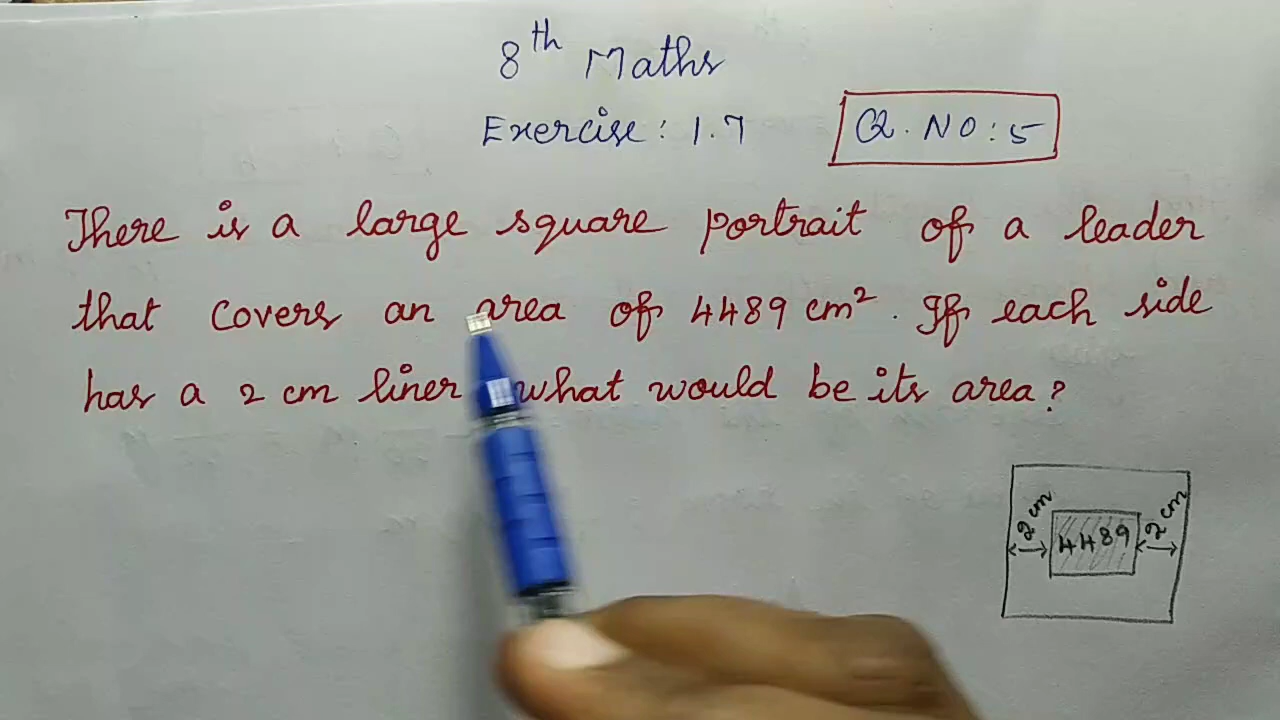 8th Maths
Exercise: 1.7
Q. NO: 5
There is a large square portrait of a leader
that covers an area of 4489 cm². If each side
has a 2 cm liner what would be its area?
2 cm
4489
2 cm